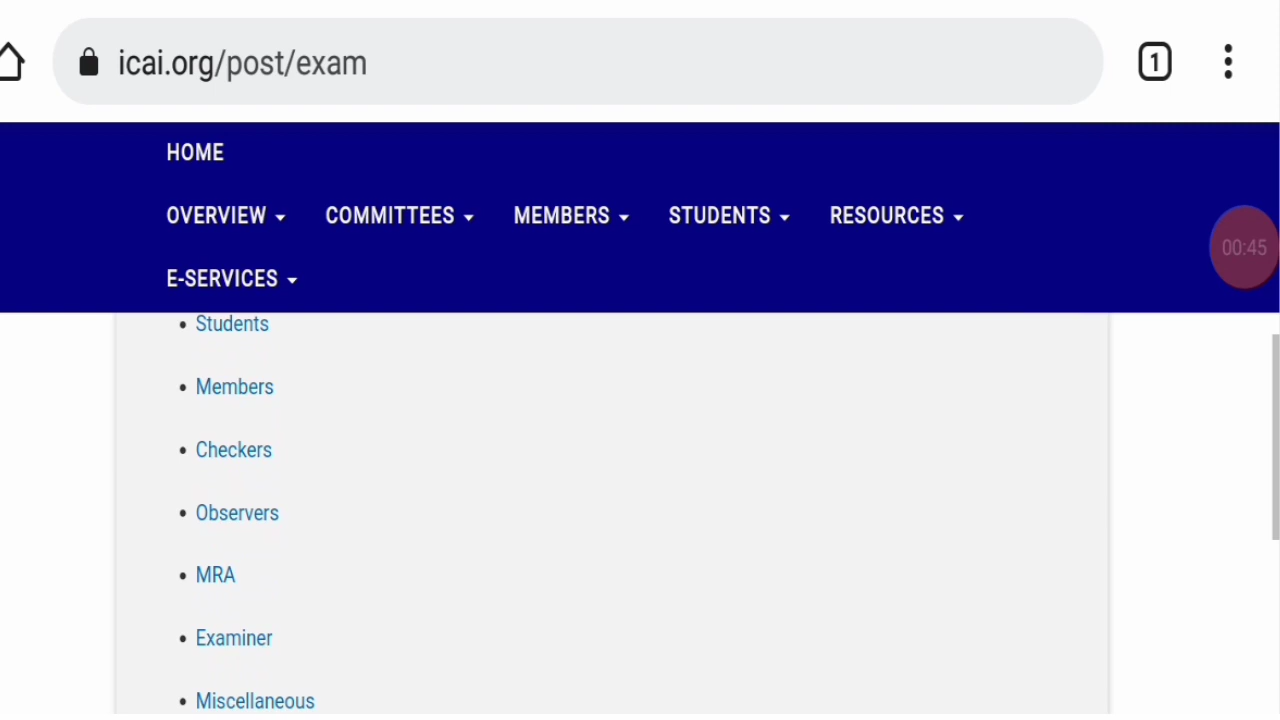 icai.org/post/exam
1
HOME
OVERVIEW COMMITTEES MEMBERS STUDENTS RESOURCES
E-SERVICES
00:45
• Students
• Members
• Checkers
• Observers
• MRA
• Examiner
• Miscellaneous